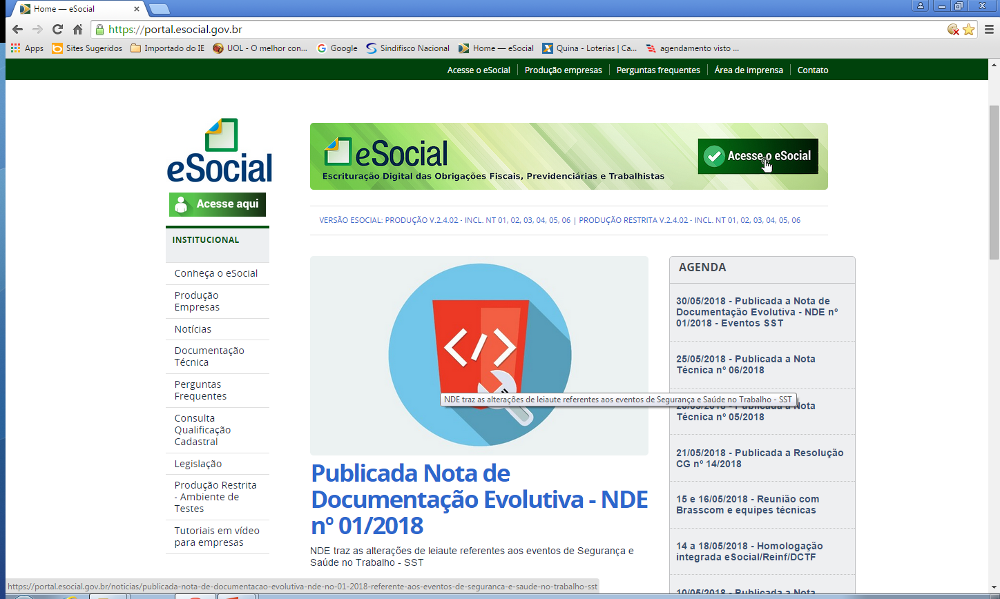 Home — eSocial
https://portal.esocial.gov.br
Apps
Sites Sugeridos
Importado do IE
UOL - O melhor con...
Google
Sindifisco Nacional
Home — eSocial
Quina - Loterias | Ca...
agendamento visto ...
Acesse o eSocial
Produção empresas
Perguntas frequentes
Área de imprensa
Contato
eSocial
Acesse aqui
INSTITUCIONAL
Conheça o eSocial
Produção
Empresas
Notícias
Documentação
Técnica
Perguntas
Frequentes
Consulta
Qualificação
Cadastral
Legislação
Produção Restrita
- Ambiente de
Testes
Tutoriais em vídeo
para empresas
eSocial
Escrituração Digital das Obrigações Fiscais, Previdenciárias e Trabalhistas
Acesse o eSocial
VERSÃO ESOCIAL: PRODUÇÃO V.2.4.02 - INCL. NT 01, 02, 03, 04, 05, 06 | PRODUÇÃO RESTRITA V.2.4.02 - INCL. NT 01, 02, 03, 04, 05, 06
</>
NDE traz as alterações de leiaute referentes aos eventos de Segurança e Saúde no Trabalho - SST
Publicada Nota de
Documentação Evolutiva - NDE
nº 01/2018
NDE traz as alterações de leiaute referentes aos eventos de Segurança e
Saúde no Trabalho - SST
AGENDA
30/05/2018 - Publicada a Nota de
Documentação Evolutiva - NDE nº
01/2018 - Eventos SST
25/05/2018 - Publicada a Nota
Técnica nº 06/2018
Publicada a Nota
Técnica nº 05/2018
21/05/2018 - Publicada a Resolução
CG nº 14/2018
15 e 16/05/2018 - Reunião com
Brasscom e equipes técnicas
14 a 18/05/2018 - Homologação
integrada eSocial/Reinf/DCTF
10/05/2018 - Publicada a Nota
https://portal.esocial.gov.br/noticias/publicada-nota-de-documentacao-evolutiva-nde-no-01-2018-referente-aos-eventos-de-seguranca-e-saude-no-trabalho-sst